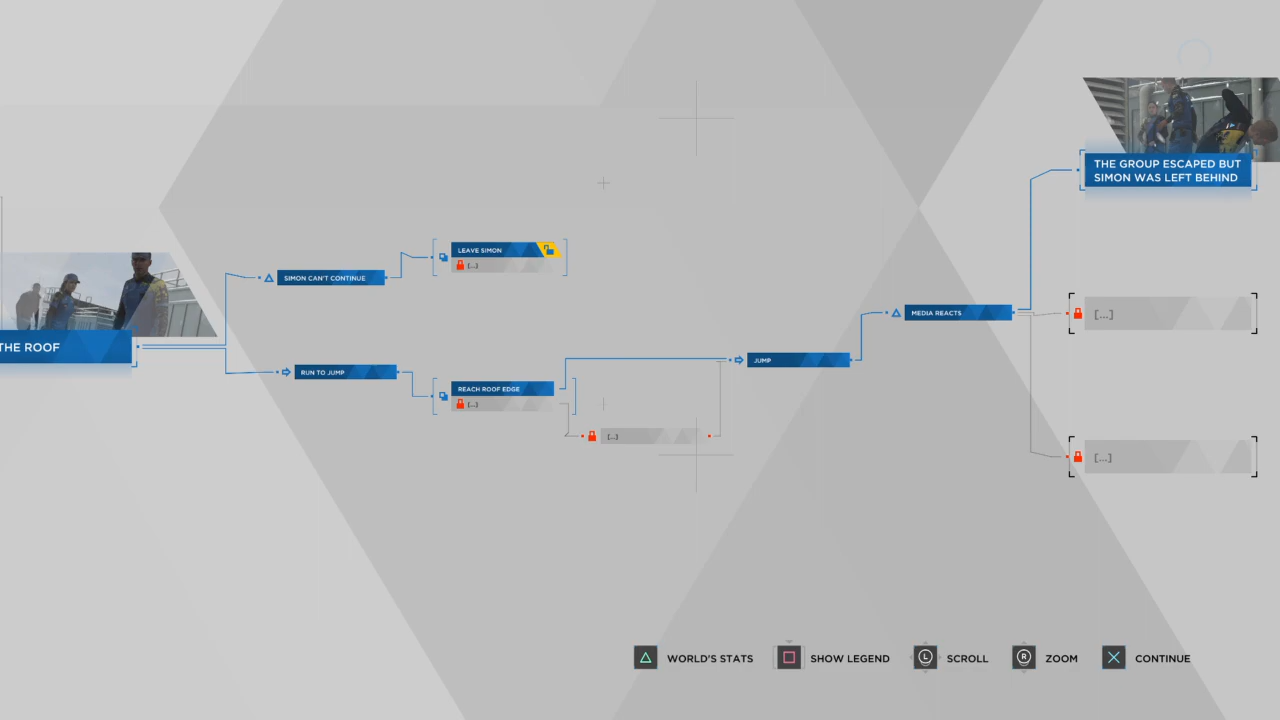 THE GROUP ESCAPED BUT
SIMON WAS LEFT BEHIND
LEAVE SIMON
[...]
SIMON CAN'T CONTINUE
MEDIA REACTS
[...]
THE ROOF
JUMP
RUN TO JUMP
REACH ROOF EDGE
[...]
[...]
[...]
WORLD'S STATS
SHOW LEGEND
L
SCROLL
R
ZOOM
CONTINUE